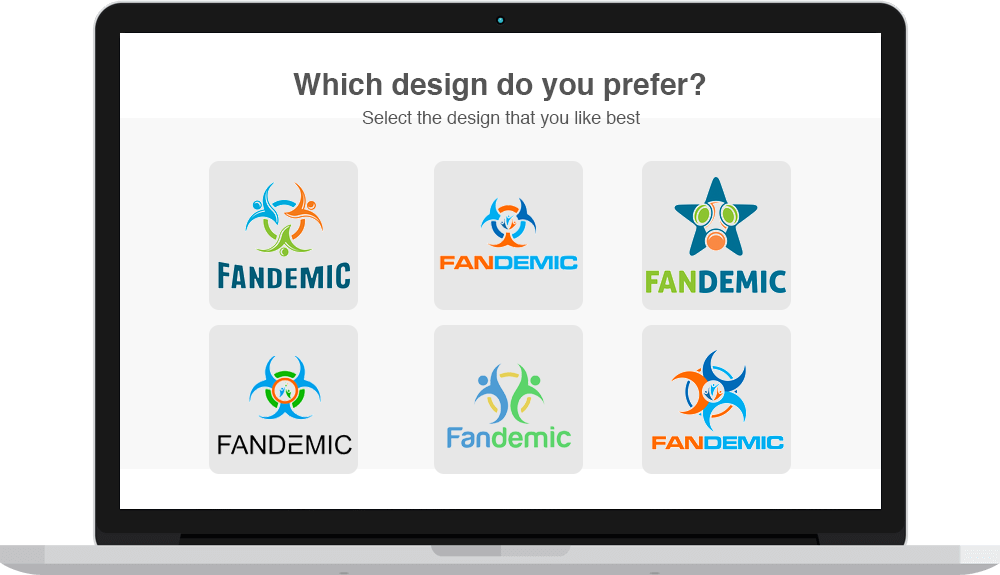 Which design do you prefer?
Select the design that you like best
FANDEMIC
FANDEMIC
FANDEMIC
FANDEMIC
Fandemic
FANDEMIC